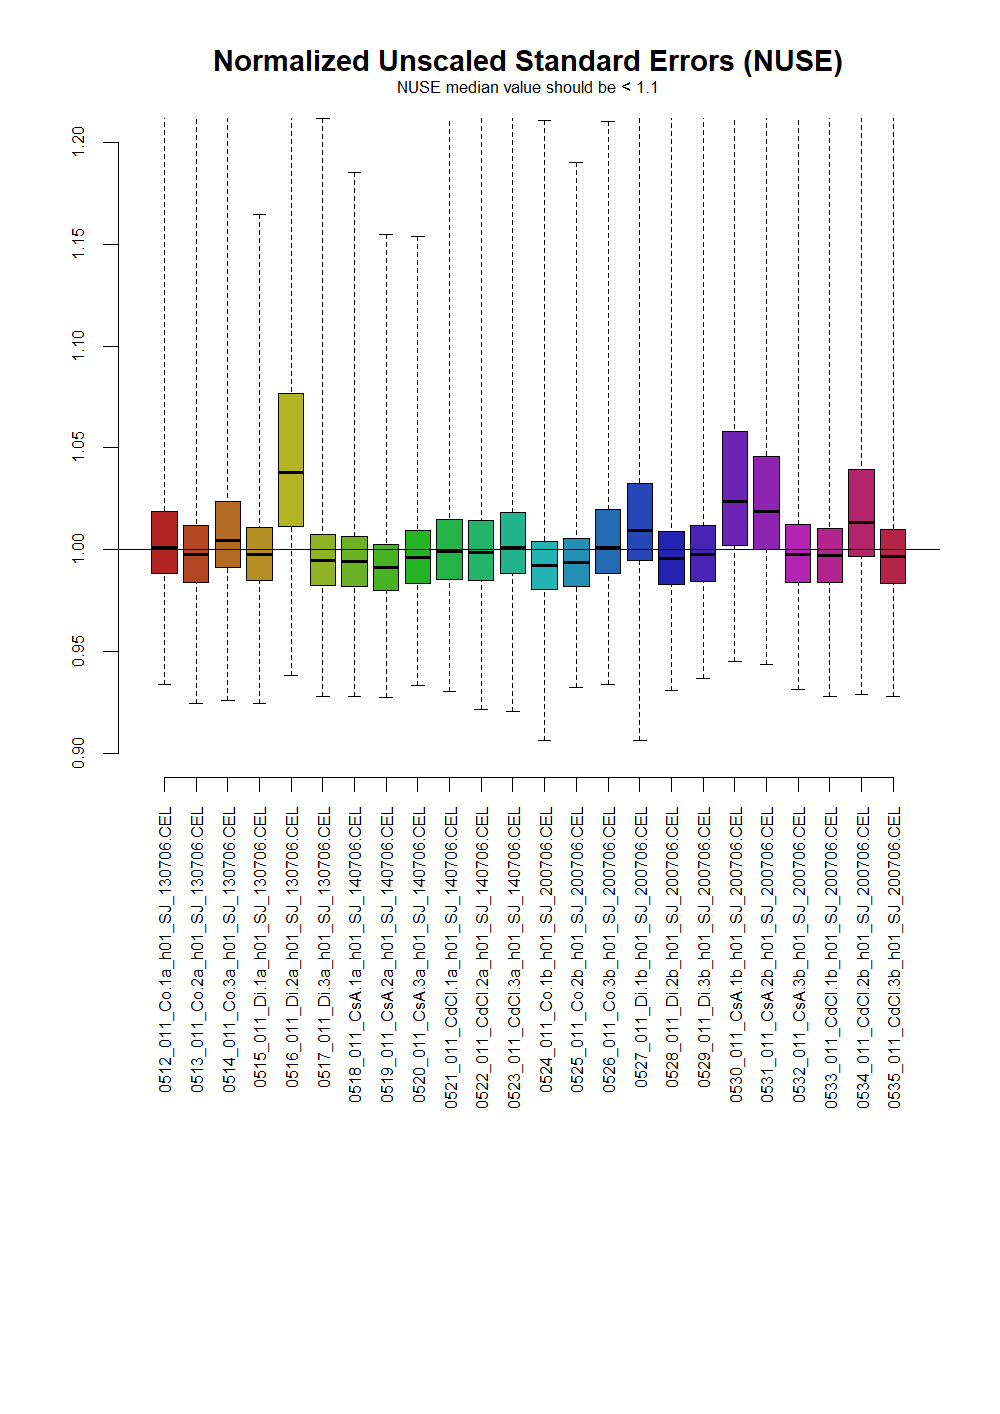 Normalized Unscaled Standard Errors (NUSE)
NUSE median value should be < 1.1
1.20
1.15
1.10
1.05
1.00
0.95
0.90
0512_011_Co.1a_h01_SJ_130706.CEL
0513_011_Co.2a_h01_SJ_130706.CEL
0514_011_Co.3a_h01_SJ_130706.CEL
0515_011_Di.1a_h01_SJ_130706.CEL
0516_011_Di.2a_h01_SJ_130706.CEL
0517_011_Di.3a_h01_SJ_130706.CEL
0518_011_CsA.1a_h01_SJ_140706.CEL
0519_011_CsA.2a_h01_SJ_140706.CEL
0520_011_CsA.3a_h01_SJ_140706.CEL
0521_011_CdCl.1a_h01_SJ_140706.CEL
0522_011_CdCl.2a_h01_SJ_140706.CEL
0523_011_CdCl.3a_h01_SJ_140706.CEL
0524_011_Co.1b_h01_SJ_200706.CEL
0525_011_Co.2b_h01_SJ_200706.CEL
0526_011_Co.3b_h01_SJ_200706.CEL
0527_011_Di.1b_h01_SJ_200706.CEL
0528_011_Di.2b_h01_SJ_200706.CEL
0529_011_Di.3b_h01_SJ_200706.CEL
0530_011_CsA.1b_h01_SJ_200706.CEL
0531_011_CsA.2b_h01_SJ_200706.CEL
0532_011_CsA.3b_h01_SJ_200706.CEL
0533_011_CdCl.1b_h01_SJ_200706.CEL
0534_011_CdCl.2b_h01_SJ_200706.CEL
0535_011_CdCl.3b_h01_SJ_200706.CEL